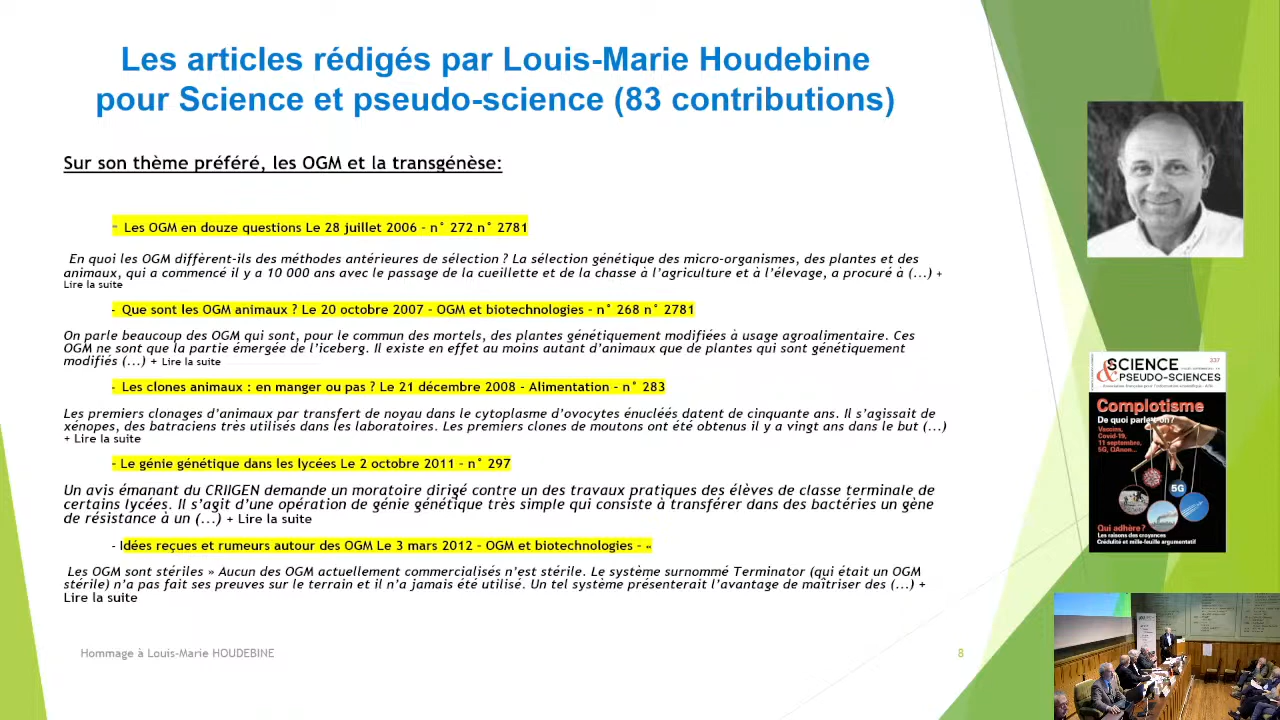 Les articles rédigés par Louis-Marie Houdebine
pour Science et pseudo-science (83 contributions)
Sur son thème préféré, les OGM et la transgénèse:
- Les OGM en douze questions Le 28 juillet 2006 - n° 272 n° 2781
En quoi les OGM diffèrent-ils des méthodes antérieures de sélection ? La sélection génétique des micro-organismes, des plantes et des
animaux, qui a commencé il y a 10 000 ans avec le passage de la cueillette et de la chasse à l’agriculture et à l’élevage, a procuré à (...) +
Lire la suite
- Que sont les OGM animaux ? Le 20 octobre 2007 - OGM et biotechnologies - n° 268 n° 2781
On parle beaucoup des OGM qui sont, pour le commun des mortels, des plantes génétiquement modifiées à usage agroalimentaire. Ces
OGM ne sont que la partie émergée de l’iceberg. Il existe en effet au moins autant d’animaux que de plantes qui sont génétiquement
modifiés (...) + Lire la suite
- Les clones animaux : en manger ou pas ? Le 21 décembre 2008 - Alimentation - n° 283
Les premiers clonages d’animaux par transfert de noyau dans le cytoplasme d’ovocytes énucléés datent de cinquante ans. Il s’agissait de
xénopes, des batraciens très utilisés dans les laboratoires. Les premiers clones de moutons ont été obtenus il y a vingt ans dans le but (...)
+ Lire la suite
- Le génie génétique dans les lycées Le 2 octobre 2011 - n° 297
Un avis émanant du CRIIGEN demande un moratoire dirigé contre un des travaux pratiques des élèves de classe terminale de
certains lycées. Il s’agit d’une opération de génie génétique très simple qui consiste à transférer dans des bactéries un gène
de résistance à un (...) + Lire la suite
- Idées reçues et rumeurs autour des OGM Le 3 mars 2012 - OGM et biotechnologies - «
Les OGM sont stériles » Aucun des OGM actuellement commercialisés n’est stérile. Le système surnommé Terminator (qui était un OGM
stérile) n’a pas fait ses preuves sur le terrain et il n’a jamais été utilisé. Un tel système présenterait l’avantage de maîtriser des (...) +
Lire la suite
Hommage à Louis-Marie HOUDEBINE
8
337
SCIENCE
& PSEUDO-SCIENCES
Complotisme
De quoi parle-t-on?
Vaccins,
Covid-19,
11 septembre,
5G, QAnon...
5G
Qui adhère?
Les raisons des croyances
Crédulité et mille-feuille argumentatif